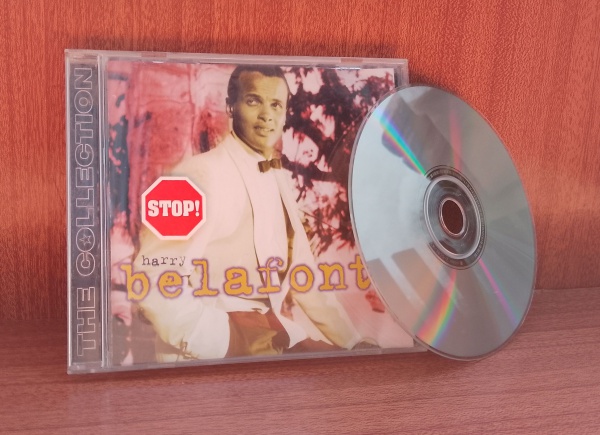 THE COLLECTION
STOP!
harry
belafont